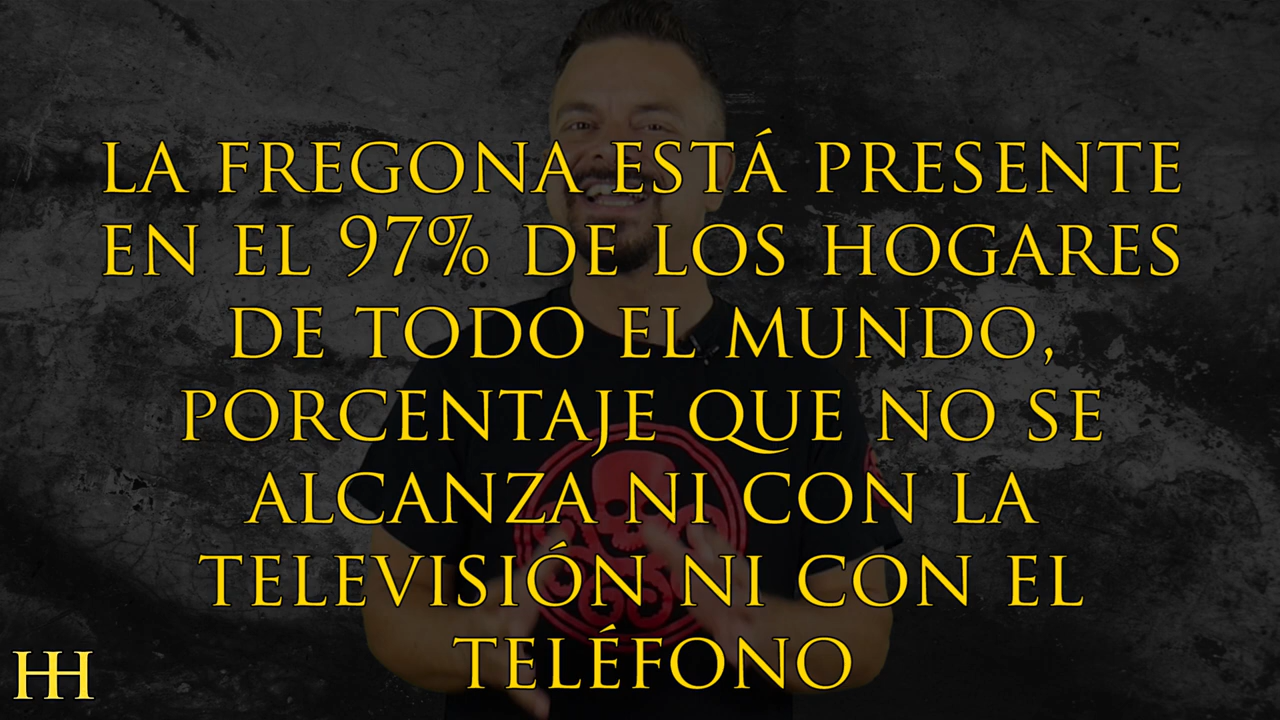 LA FREGONA ESTÁ PRESENTE
EN EL 97% DE LOS HOGARES
DE TODO EL MUNDO,
PORCENTAJE QUE NO SE
ALCANZA NI CON LA
TELEVISIÓN NI CON EL
TELÉFONO
HH